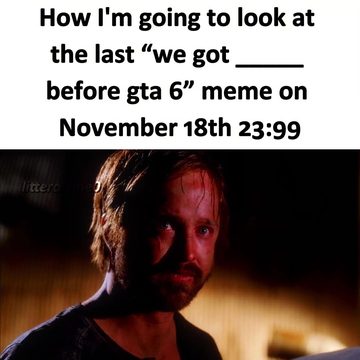 How I'm going to look at
the last “we got _____
before gta 6” meme on
November 18th 23:99